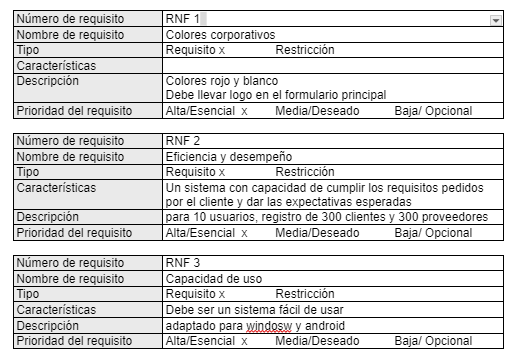 Número de requisito RNF 1
Nombre de requisito Colores corporativos
Tipo Requisito x Restricción
Características
Descripción Colores rojo y blanco
Debe llevar logo en el formulario principal
Prioridad del requisito Alta/Esencial x Media/Deseado Baja/ Opcional
Número de requisito RNF 2
Nombre de requisito Eficiencia y desempeño
Tipo Requisito x Restricción
Características Un sistema con capacidad de cumplir los requisitos pedidos
por el cliente y dar las expectativas esperadas
Descripción para 10 usuarios, registro de 300 clientes y 300 proveedores
Prioridad del requisito Alta/Esencial x Media/Deseado Baja/ Opcional
Número de requisito RNF 3
Nombre de requisito Capacidad de uso
Tipo Requisito x Restricción
Características Debe ser un sistema fácil de usar
Descripción adaptado para windosw y android
Prioridad del requisito Alta/Esencial x Media/Deseado Baja/ Opcional